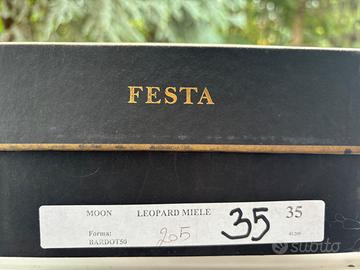 FESTA
MOON LEOPARD MIELE 35 35
Forma: 205
BARDOT50
subito